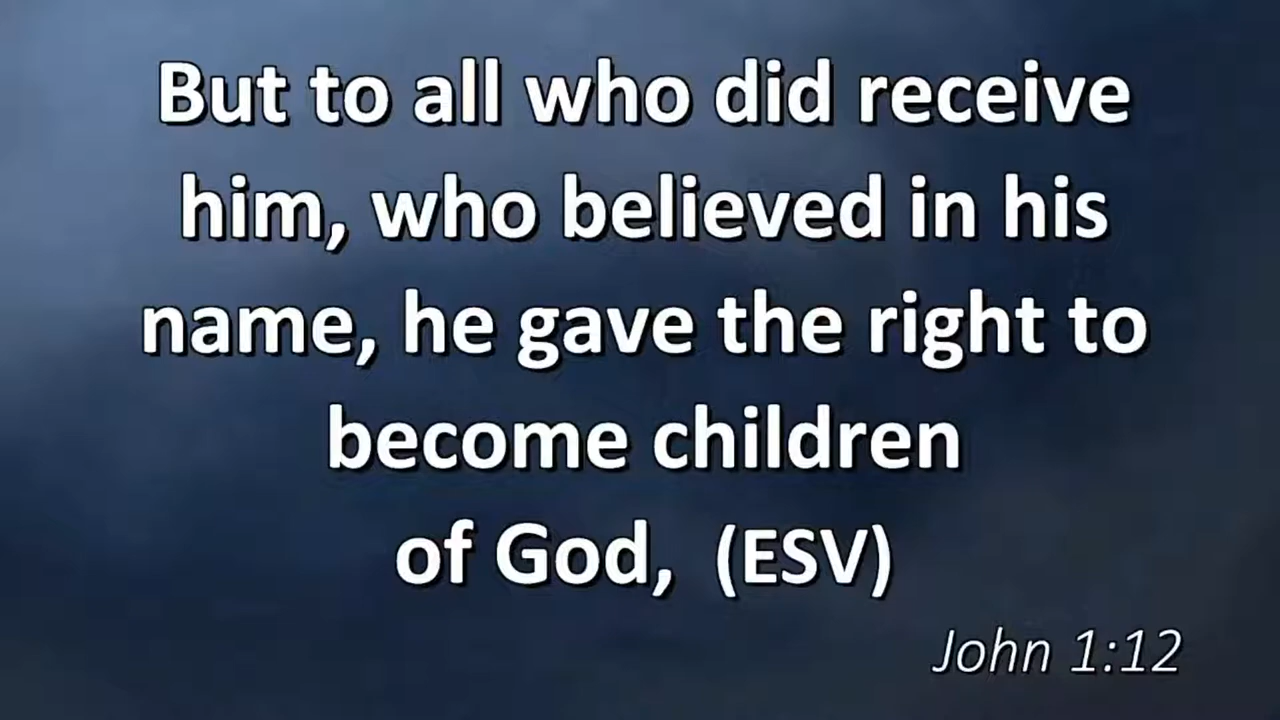 But to all who did receive
him, who believed in his
name, he gave the right to
become children
of God, (ESV)
John 1:12